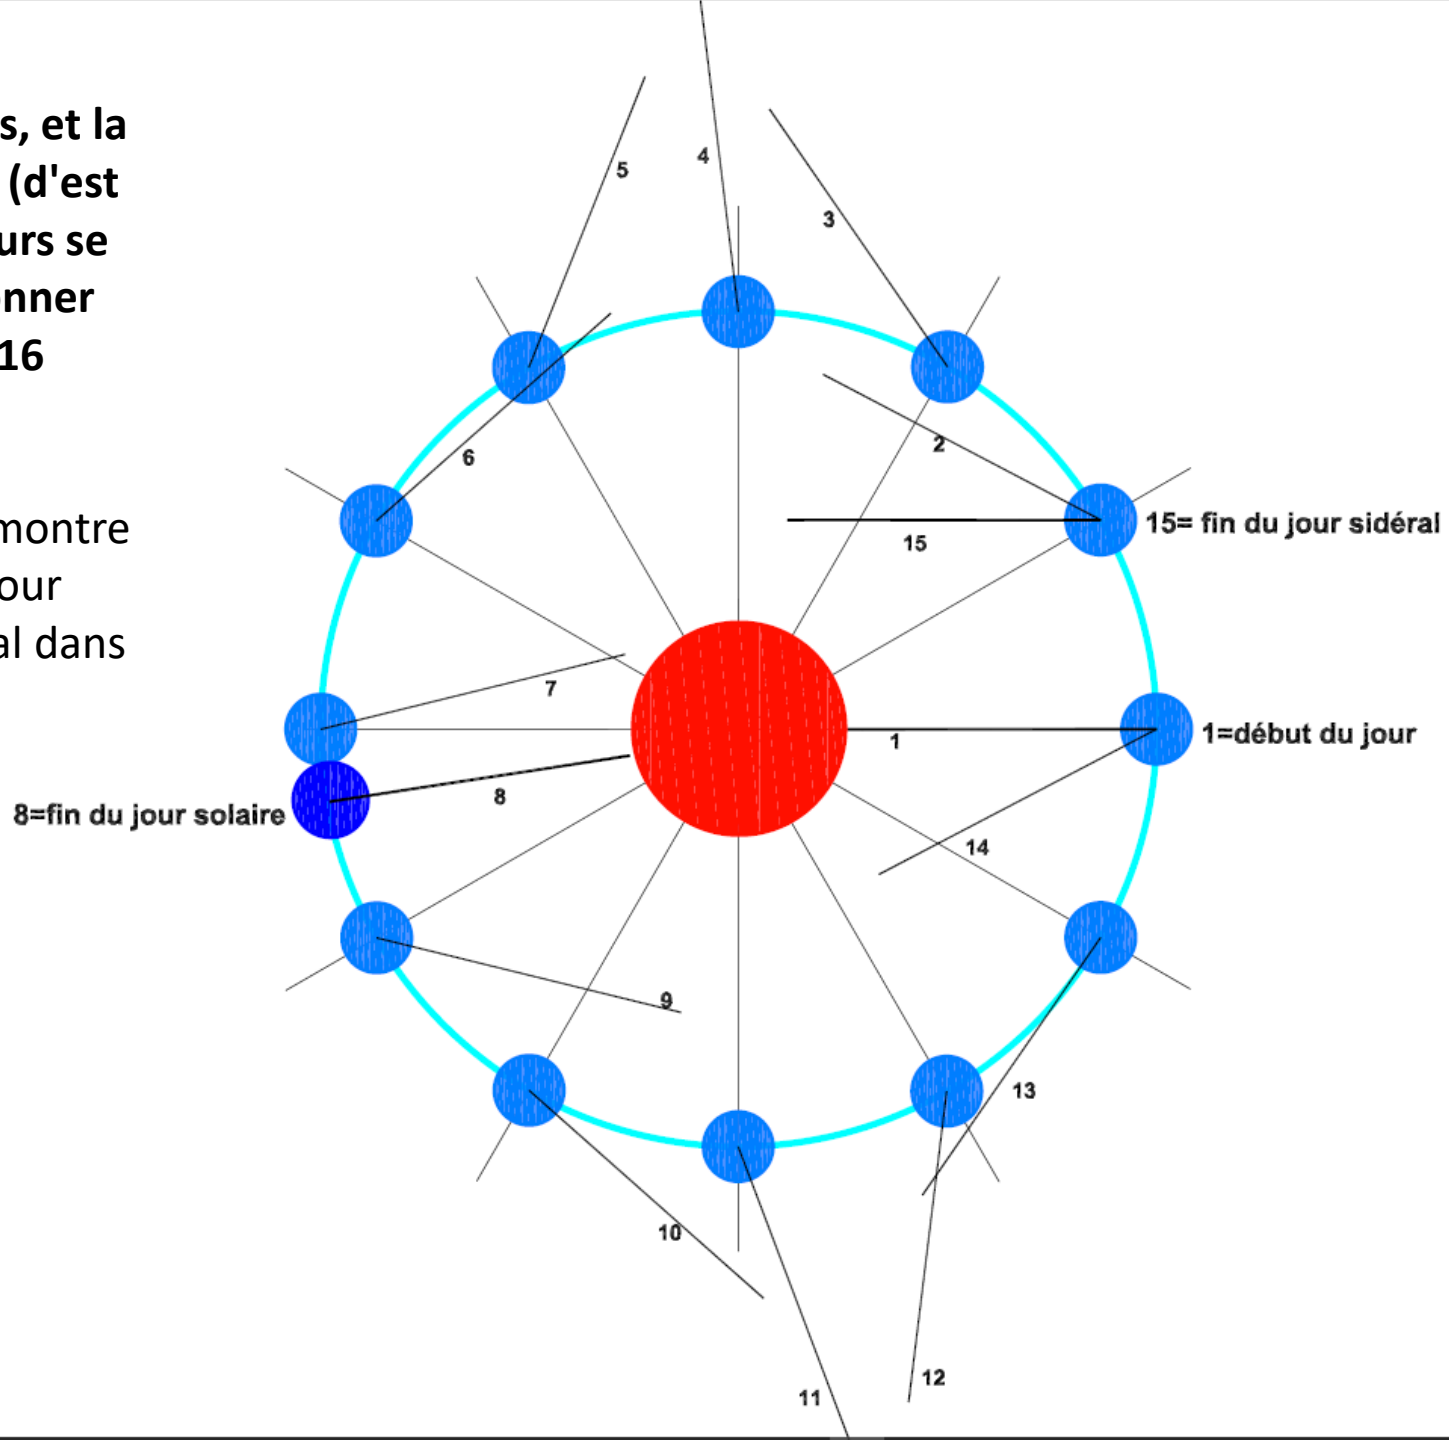 s, et la
(d'est
urs se
onner
16
montre
our
al dans
5
4
3
2
6
15= fin du jour sidéral
15
7
1
1=début du jour
8
8=fin du jour solaire
14
9
13
10
12
11